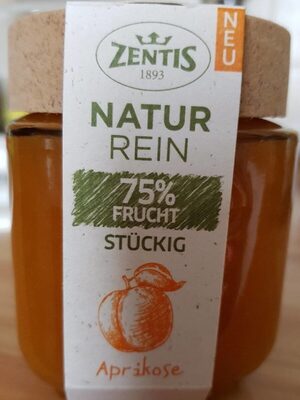 NEU
ZENTIS
1893
NATUR
REIN
75%
FRUCHT
STÜCKIG
Aprikose